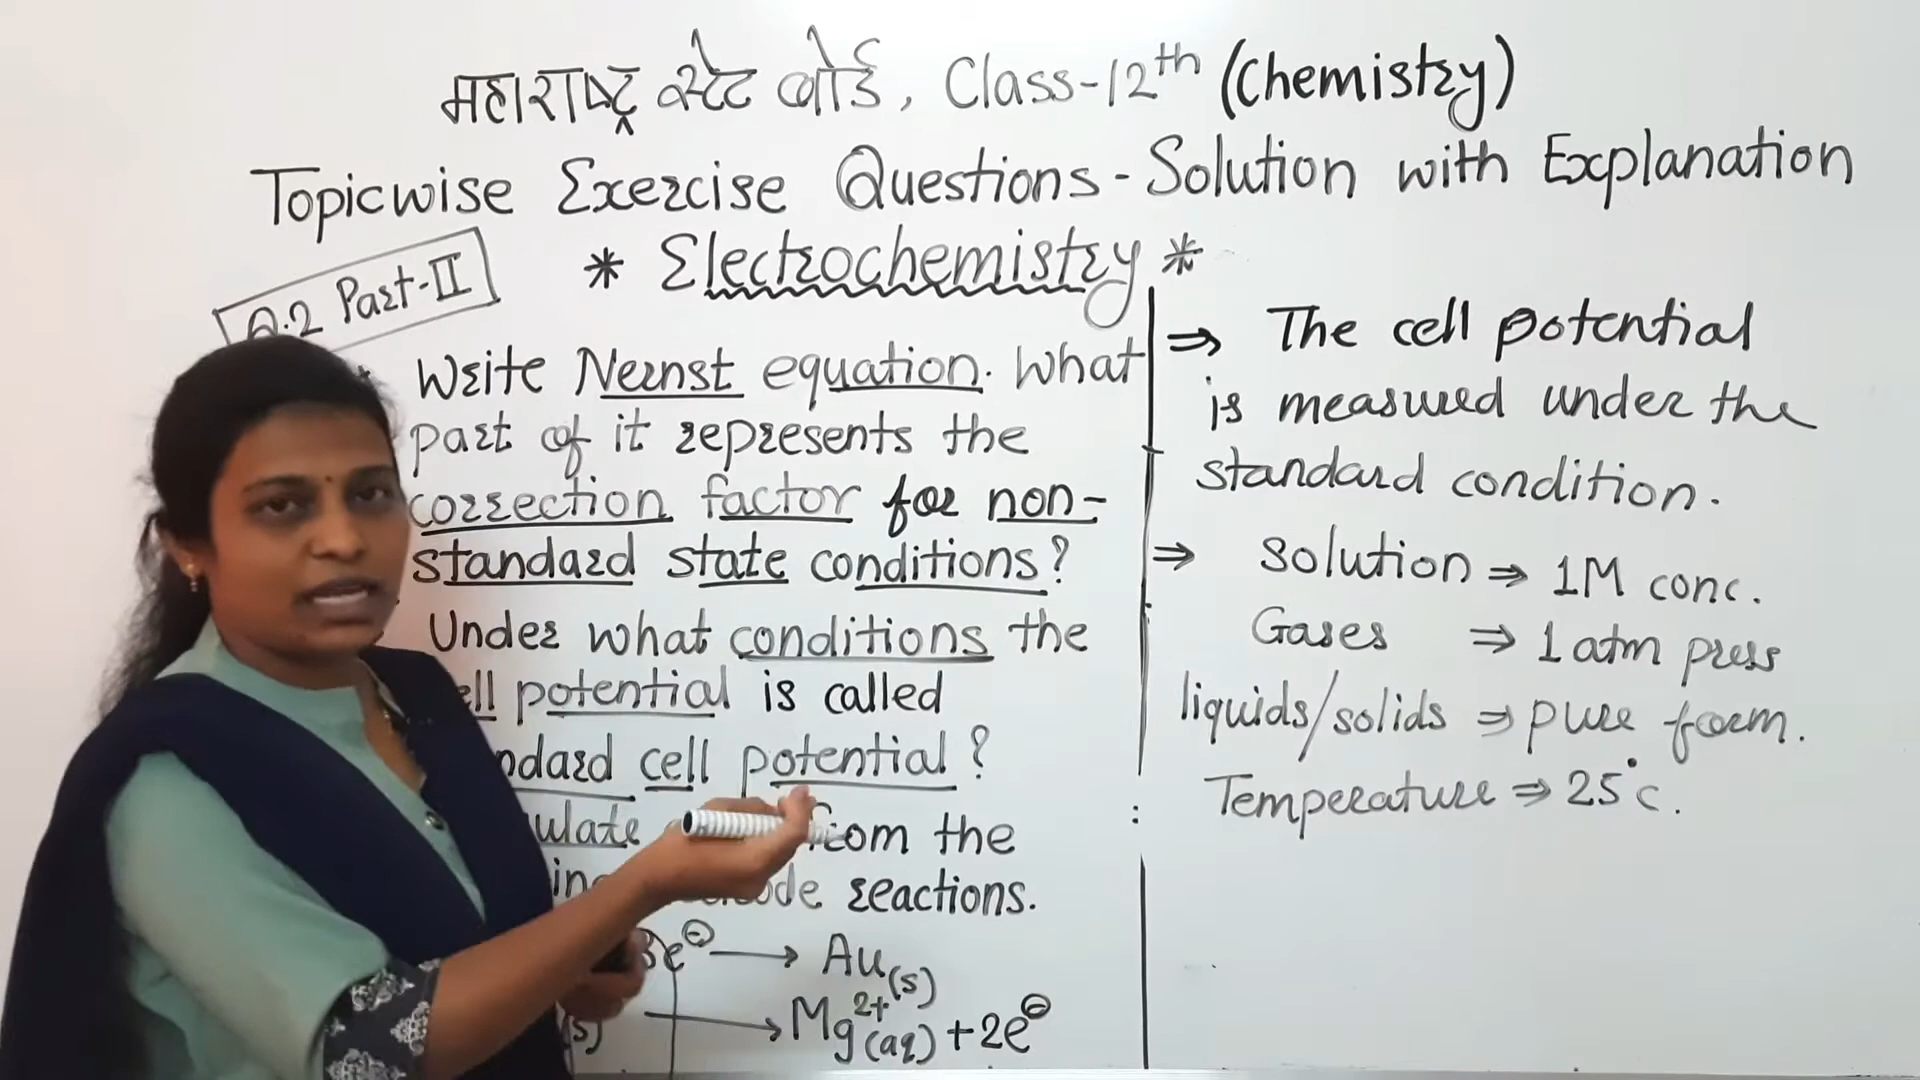 महाराष्ट्र स्टेट बोर्ड, Class-12th (Chemistry)
Topicwise Exercise Questions - Solution with Explanation
* Electrochemistry *
Q.2 Part-II
Write Nernst equation. What
part of it represents the
correction factor for non-
standard state conditions?
Under what conditions the
potential is called
cell potential?
from the
reactions.
3e⊖ → Au(s)
(s) → Mg2+(aq) + 2e⊖
⇒ The cell potential
is measured under the
standard condition.
⇒ Solution ⇒ 1M conc.
Gases ⇒ 1 atm press
liquids/solids ⇒ pure form.
Temperature ⇒ 25°c.